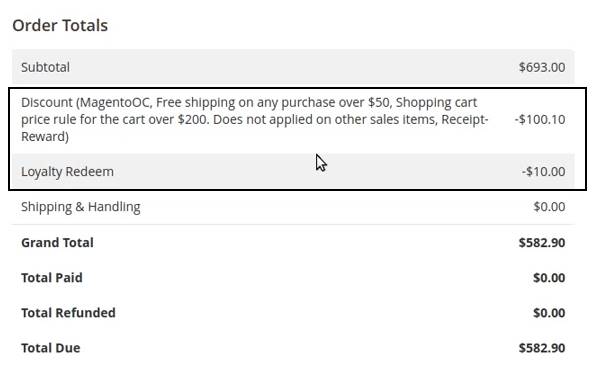 Order Totals
Subtotal $693.00
Discount (MagentoOC, Free shipping on any purchase over $50, Shopping cart
price rule for the cart over $200. Does not applied on other sales items, Receipt- -$100.10
Reward)
Loyalty Redeem -$10.00
Shipping & Handling $0.00
Grand Total $582.90
Total Paid $0.00
Total Refunded $0.00
Total Due $582.90